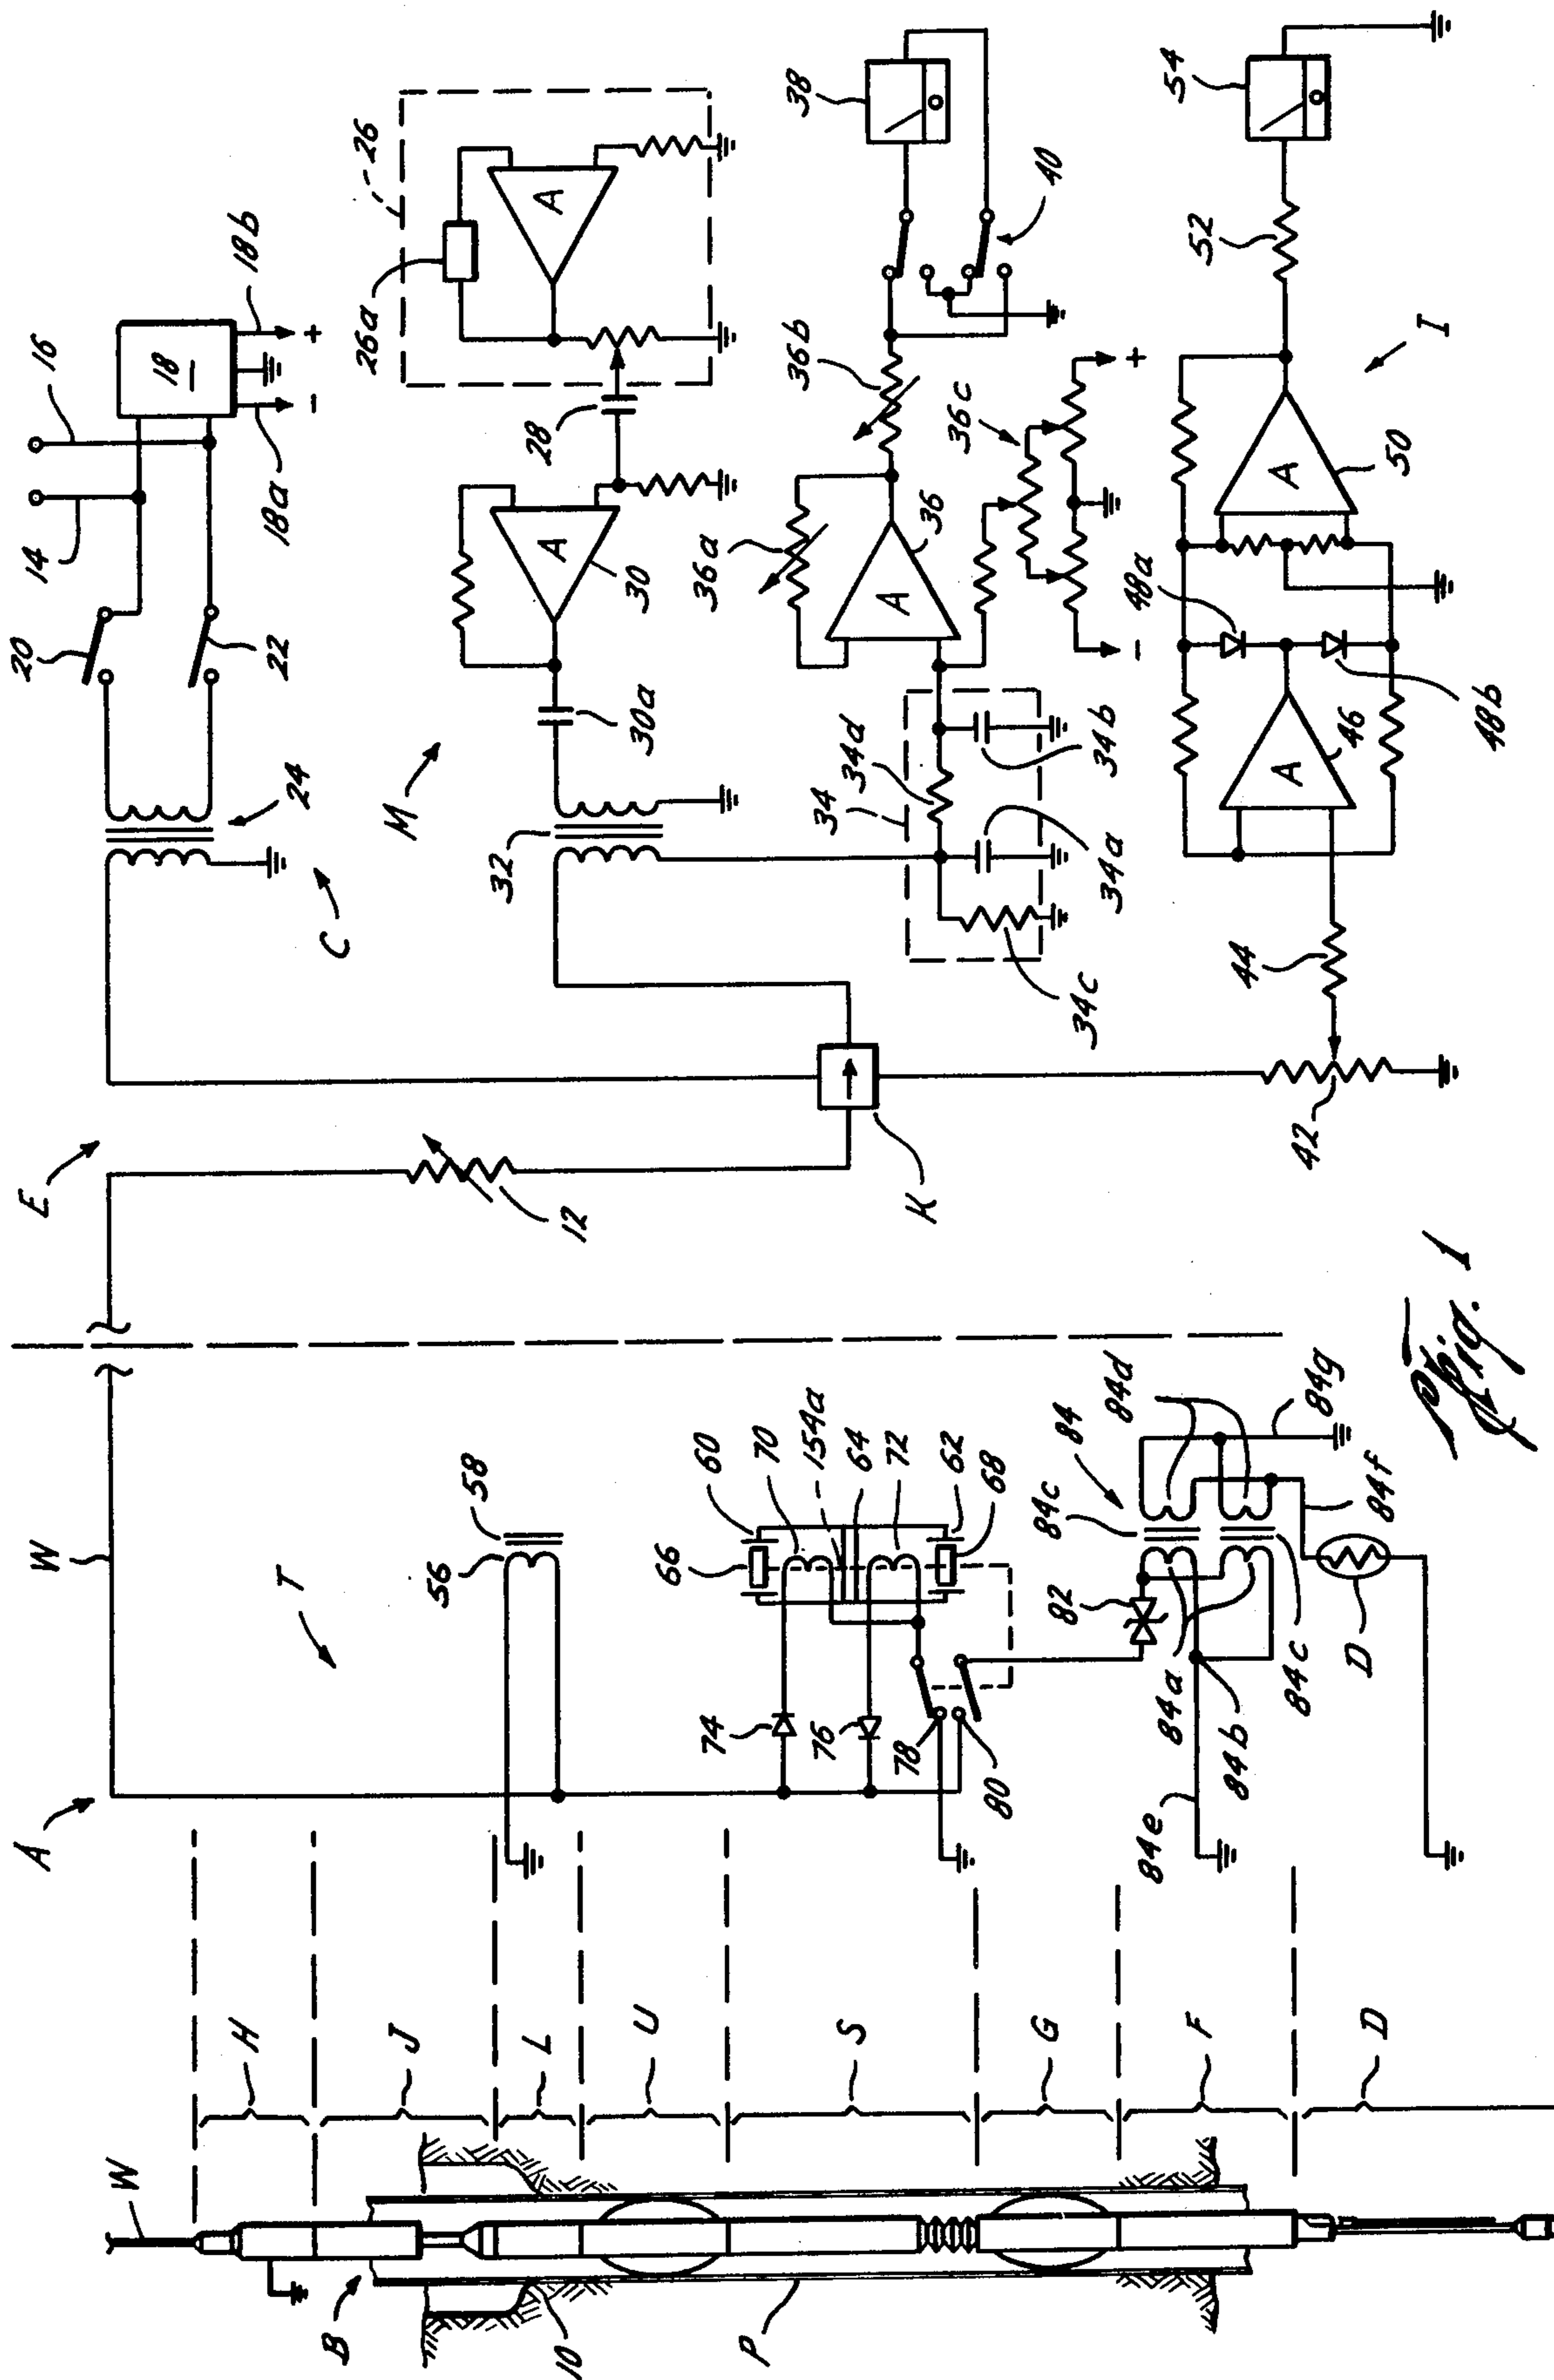 20
14
16
18
18a
18b
-
+
22
24
C
E
M
26
26a
A
28
30
A
30a
32
12
K
36a
36
A
36b
36c
-
+
38
40
34
34d
34b
34a
34c
42
44
46
A
48a
48b
50
A
52
54
I
A
W
T
56
58
60
66
70
154a
64
72
62
68
74
76
78
80
82
84
84a
84b
84c
84c
84d
84e
84f
84g
D
W
H
J
L
U
S
G
F
D
B
10
P
Fig. 1